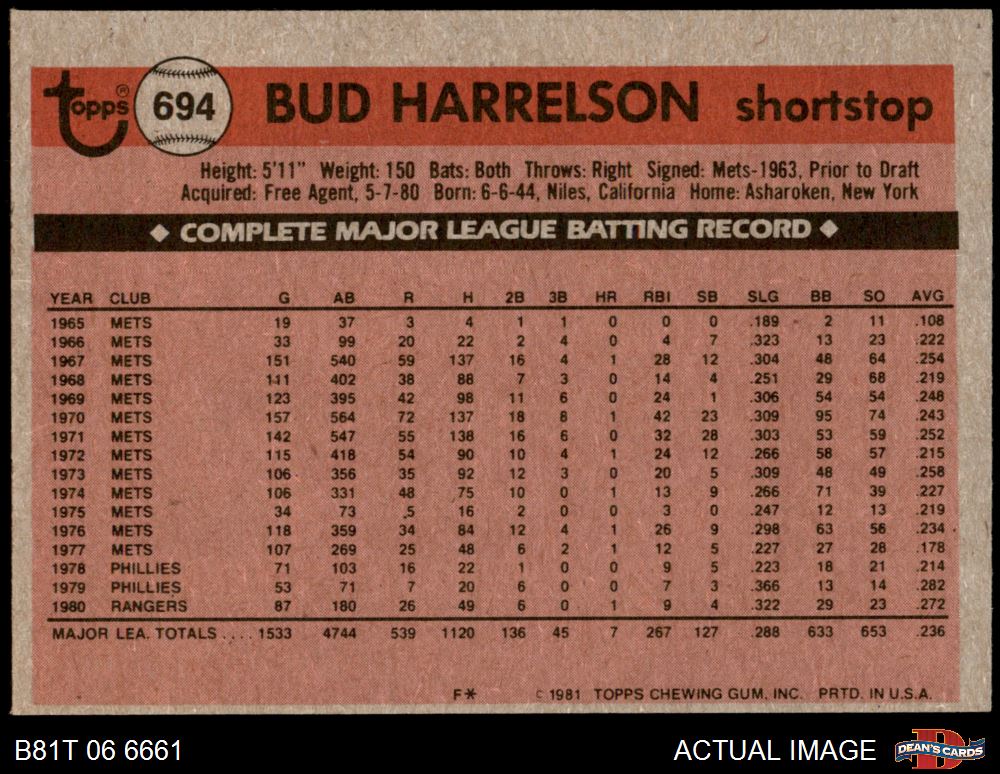 topps® 694 BUD HARRELSON shortstop
Height: 5'11" Weight: 150 Bats: Both Throws: Right Signed: Mets-1963, Prior to Draft
Acquired: Free Agent, 5-7-80 Born: 6-6-44, Niles, California Home: Asharoken, New York
◆ COMPLETE MAJOR LEAGUE BATTING RECORD ◆
YEAR CLUB G AB R H 2B 3B HR RBI SB SLG BB SO AVG
1965 METS 19 37 3 4 1 1 0 0 0 .189 2 11 .108
1966 METS 33 99 20 22 2 4 0 4 7 .323 13 23 .222
1967 METS 151 540 59 137 16 4 1 28 12 .304 48 64 .254
1968 METS 111 402 38 88 7 3 0 14 4 .251 29 68 .219
1969 METS 123 395 42 98 11 6 0 24 1 .306 54 54 .248
1970 METS 157 564 72 137 18 8 1 42 23 .309 95 74 .243
1971 METS 142 547 55 138 16 6 0 32 28 .303 53 59 .252
1972 METS 115 418 54 90 10 4 1 24 12 .266 58 57 .215
1973 METS 106 356 35 92 12 3 0 20 5 .309 48 49 .258
1974 METS 106 331 48 75 10 0 1 13 9 .266 71 39 .227
1975 METS 34 73 5 16 2 0 0 3 0 .247 12 13 .219
1976 METS 118 359 34 84 12 4 1 26 9 .298 63 56 .234
1977 METS 107 269 25 48 6 2 1 12 5 .227 27 28 .178
1978 PHILLIES 71 103 16 22 1 0 0 9 5 .223 18 21 .214
1979 PHILLIES 53 71 7 20 6 0 0 7 3 .366 13 14 .282
1980 RANGERS 87 180 26 49 6 0 1 9 4 .322 29 23 .272
MAJOR LEA. TOTALS .... 1533 4744 539 1120 136 45 7 267 127 .288 633 653 .236
F* © 1981 TOPPS CHEWING GUM, INC. PRTD. IN U.S.A.
B81T 06 6661 ACTUAL IMAGE DEAN'S CARDS